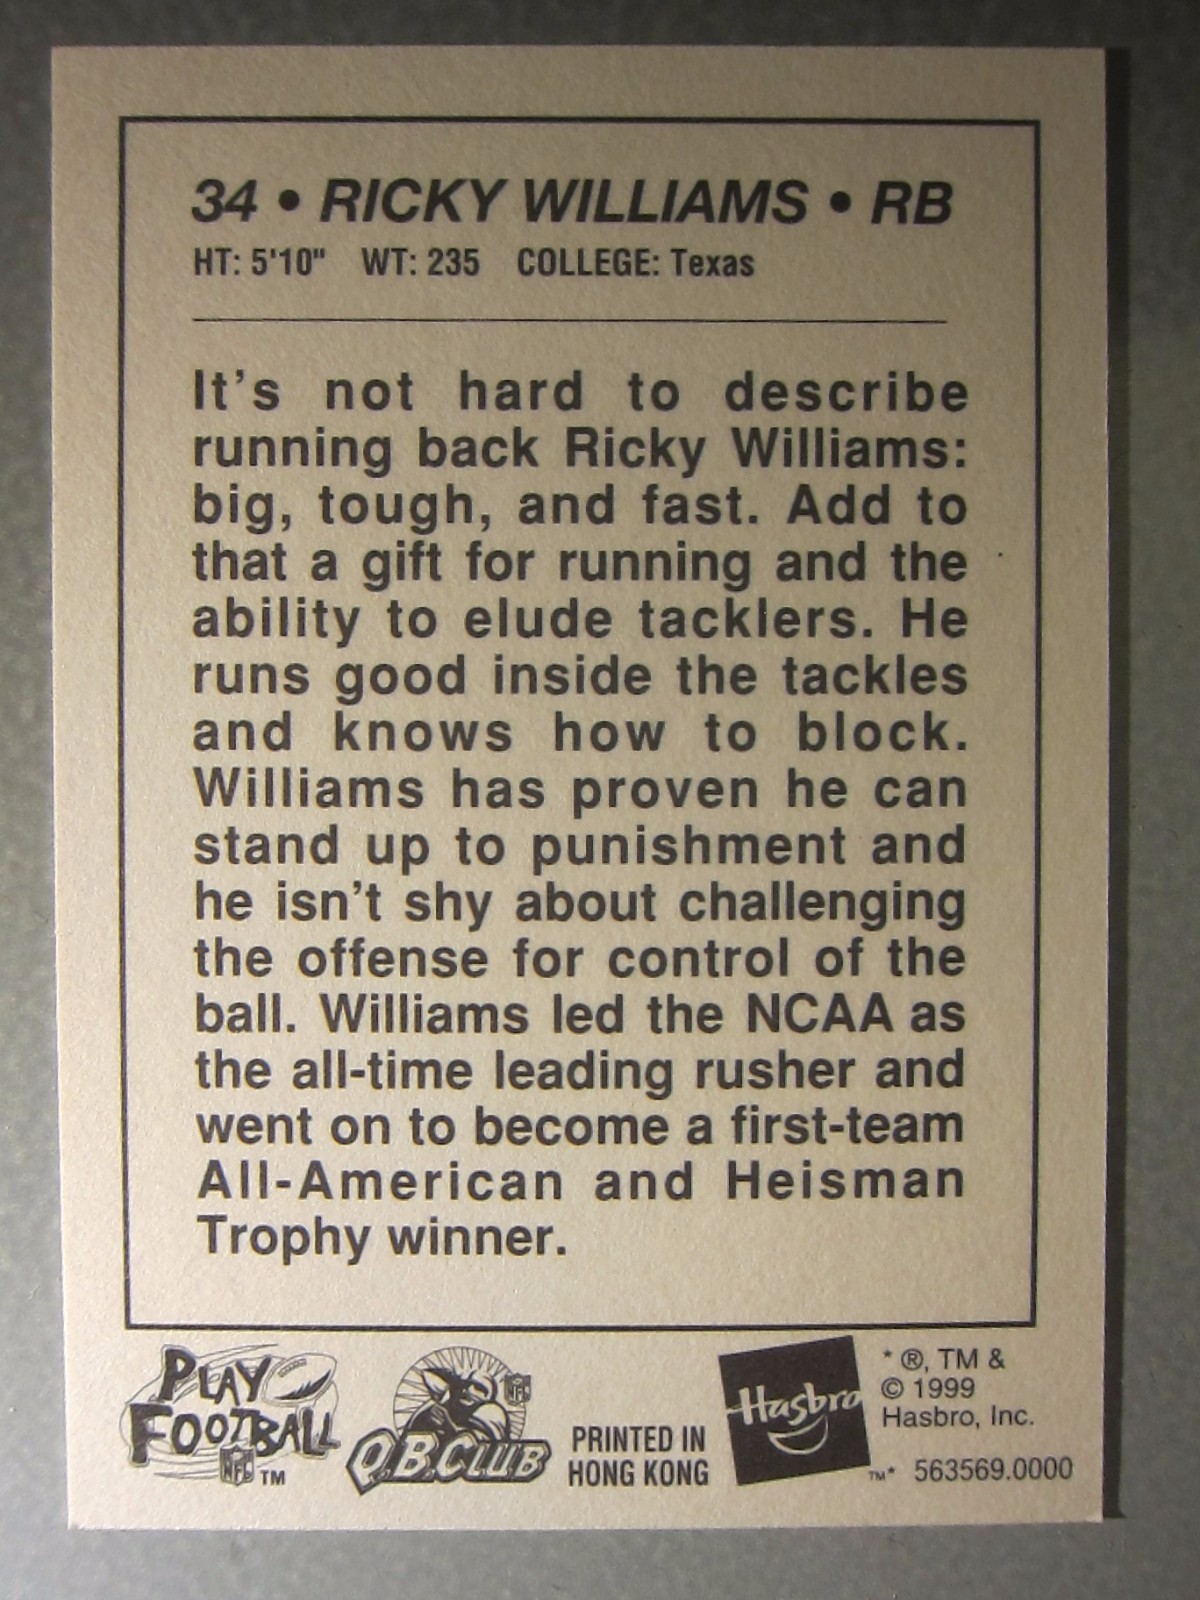 34 • RICKY WILLIAMS • RB
HT: 5'10" WT: 235 COLLEGE: Texas
It's not hard to describe
running back Ricky Williams:
big, tough, and fast. Add to
that a gift for running and the
ability to elude tacklers. He
runs good inside the tackles
and knows how to block.
Williams has proven he can
stand up to punishment and
he isn't shy about challenging
the offense for control of the
ball. Williams led the NCAA as
the all-time leading rusher and
went on to become a first-team
All-American and Heisman
Trophy winner.
PLAY
FOOTBALL
NFL TM
NFL
Q.B. CLUB
PRINTED IN
HONG KONG
Hasbro
TM*
* ®, TM &
© 1999
Hasbro, Inc.
563569.0000